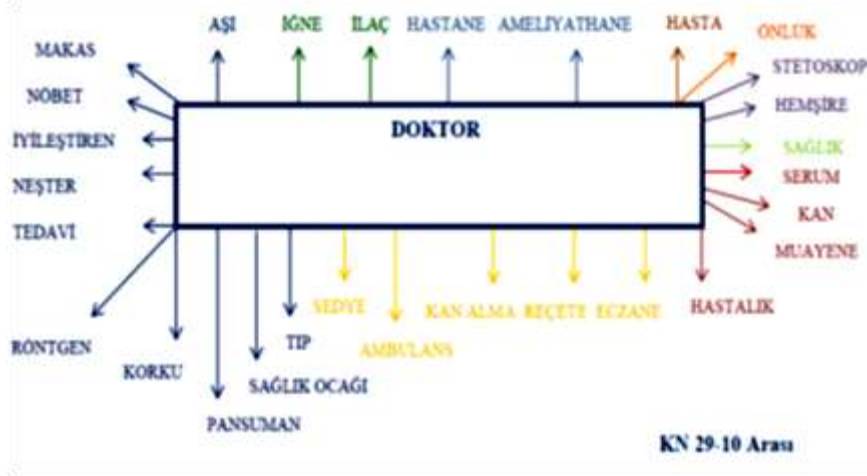 AŞI İĞNE İLAÇ HASTANE AMELİYATHANE HASTA ÖNLÜK
MAKAS
STETOSKOP
NÖBET
HEMŞİRE
DOKTOR
İYİLEŞTİREN
SAĞLIK
NEŞTER
SERUM
KAN
TEDAVİ
MUAYENE
SEDYE
KAN ALMA REÇETE ECZANE
HASTALIK
RÖNTGEN
TIP
AMBULANS
KORKU
SAĞLIK OCAĞI
PANSUMAN
KN 29-10 Arası